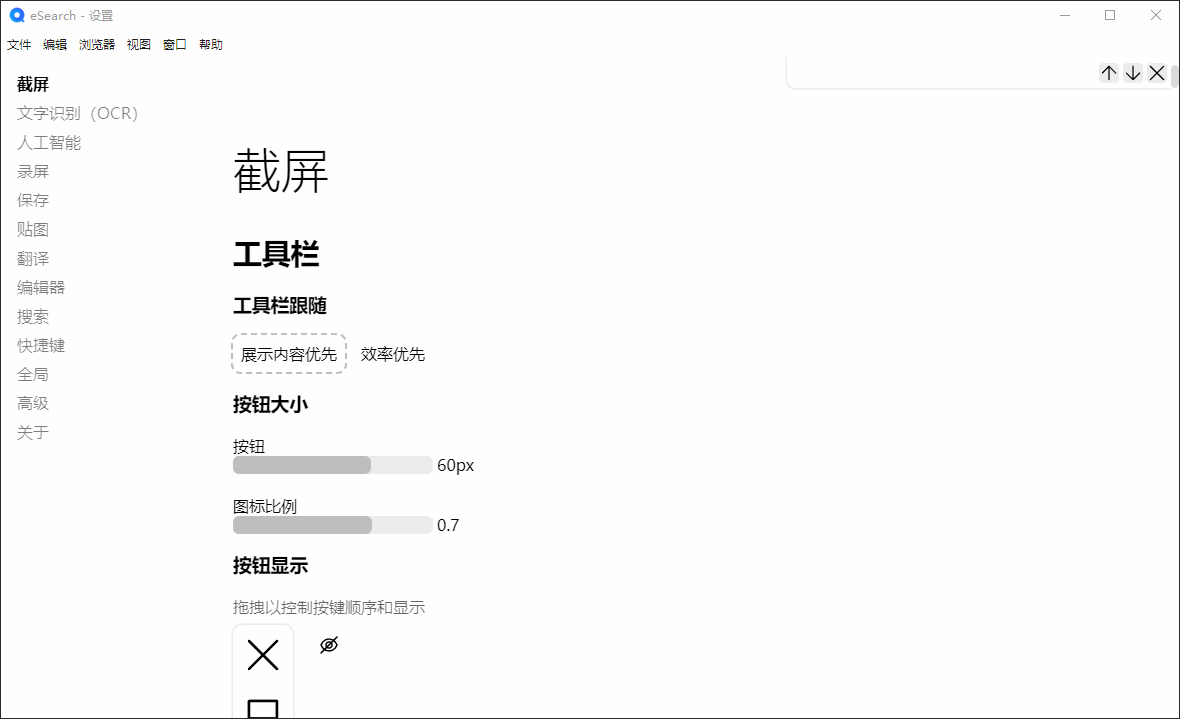 eSearch - 设置
文件 编辑 浏览器 视图 窗口 帮助
截屏
文字识别（OCR）
人工智能
录屏
保存
贴图
翻译
编辑器
搜索
快捷键
全局
高级
关于
截屏
工具栏
工具栏跟随
展示内容优先 效率优先
按钮大小
按钮
60px
图标比例
0.7
按钮显示
拖拽以控制按键顺序和显示